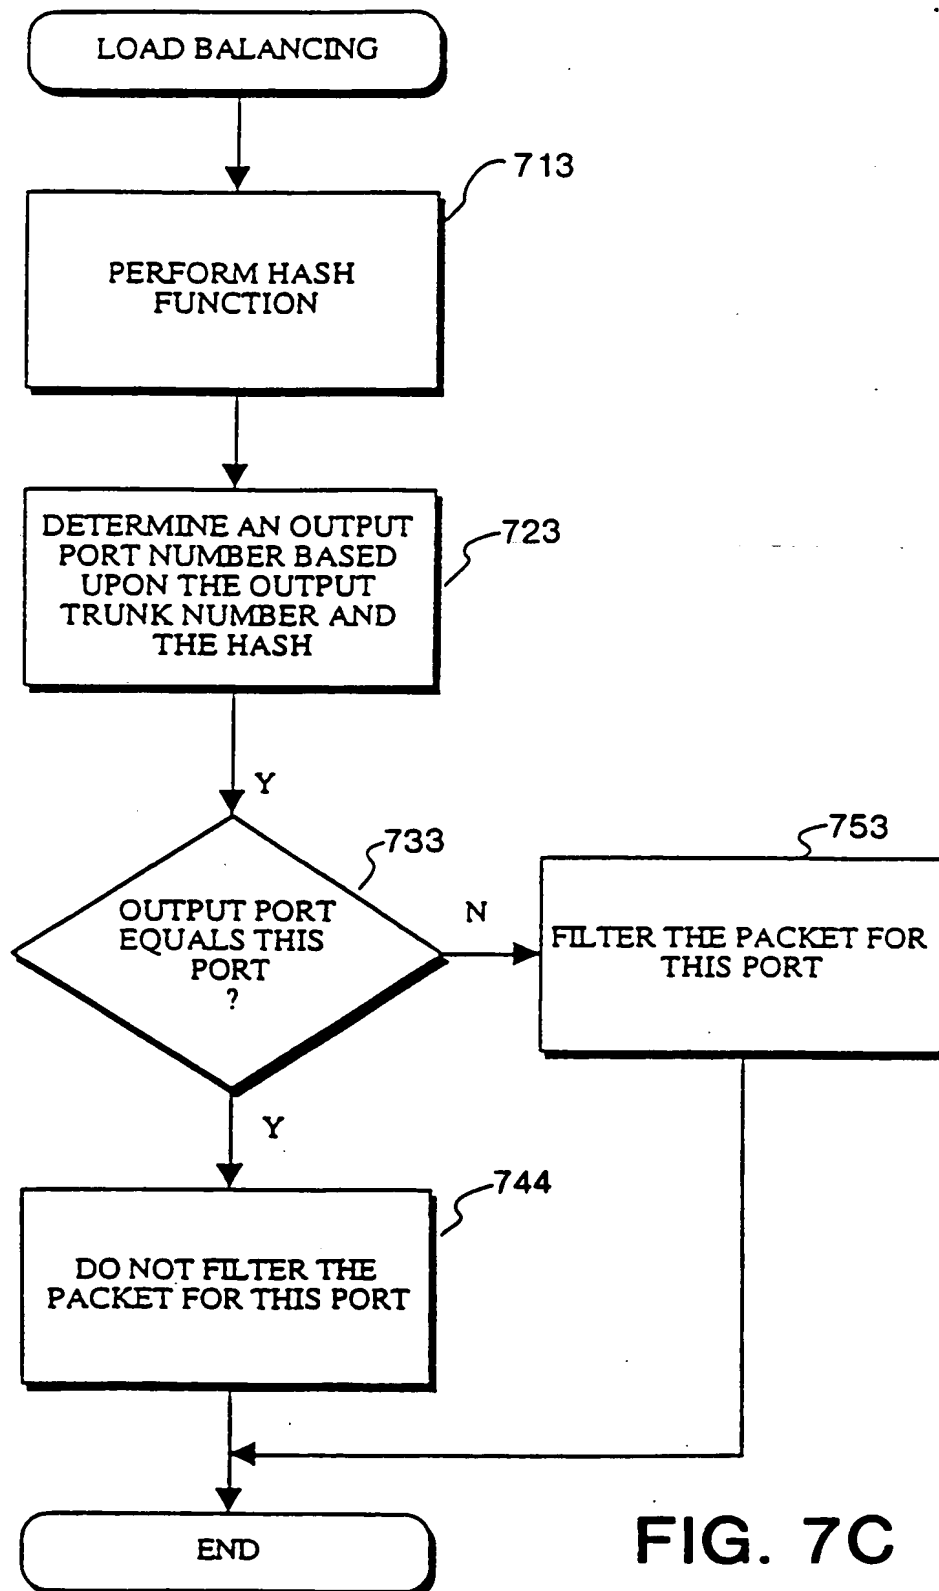 LOAD BALANCING
713
PERFORM HASH
FUNCTION
DETERMINE AN OUTPUT
PORT NUMBER BASED
UPON THE OUTPUT
TRUNK NUMBER AND
THE HASH
723
Y
733
OUTPUT PORT
EQUALS THIS
PORT
?
N
753
FILTER THE PACKET FOR
THIS PORT
Y
744
DO NOT FILTER THE
PACKET FOR THIS PORT
END
FIG. 7C